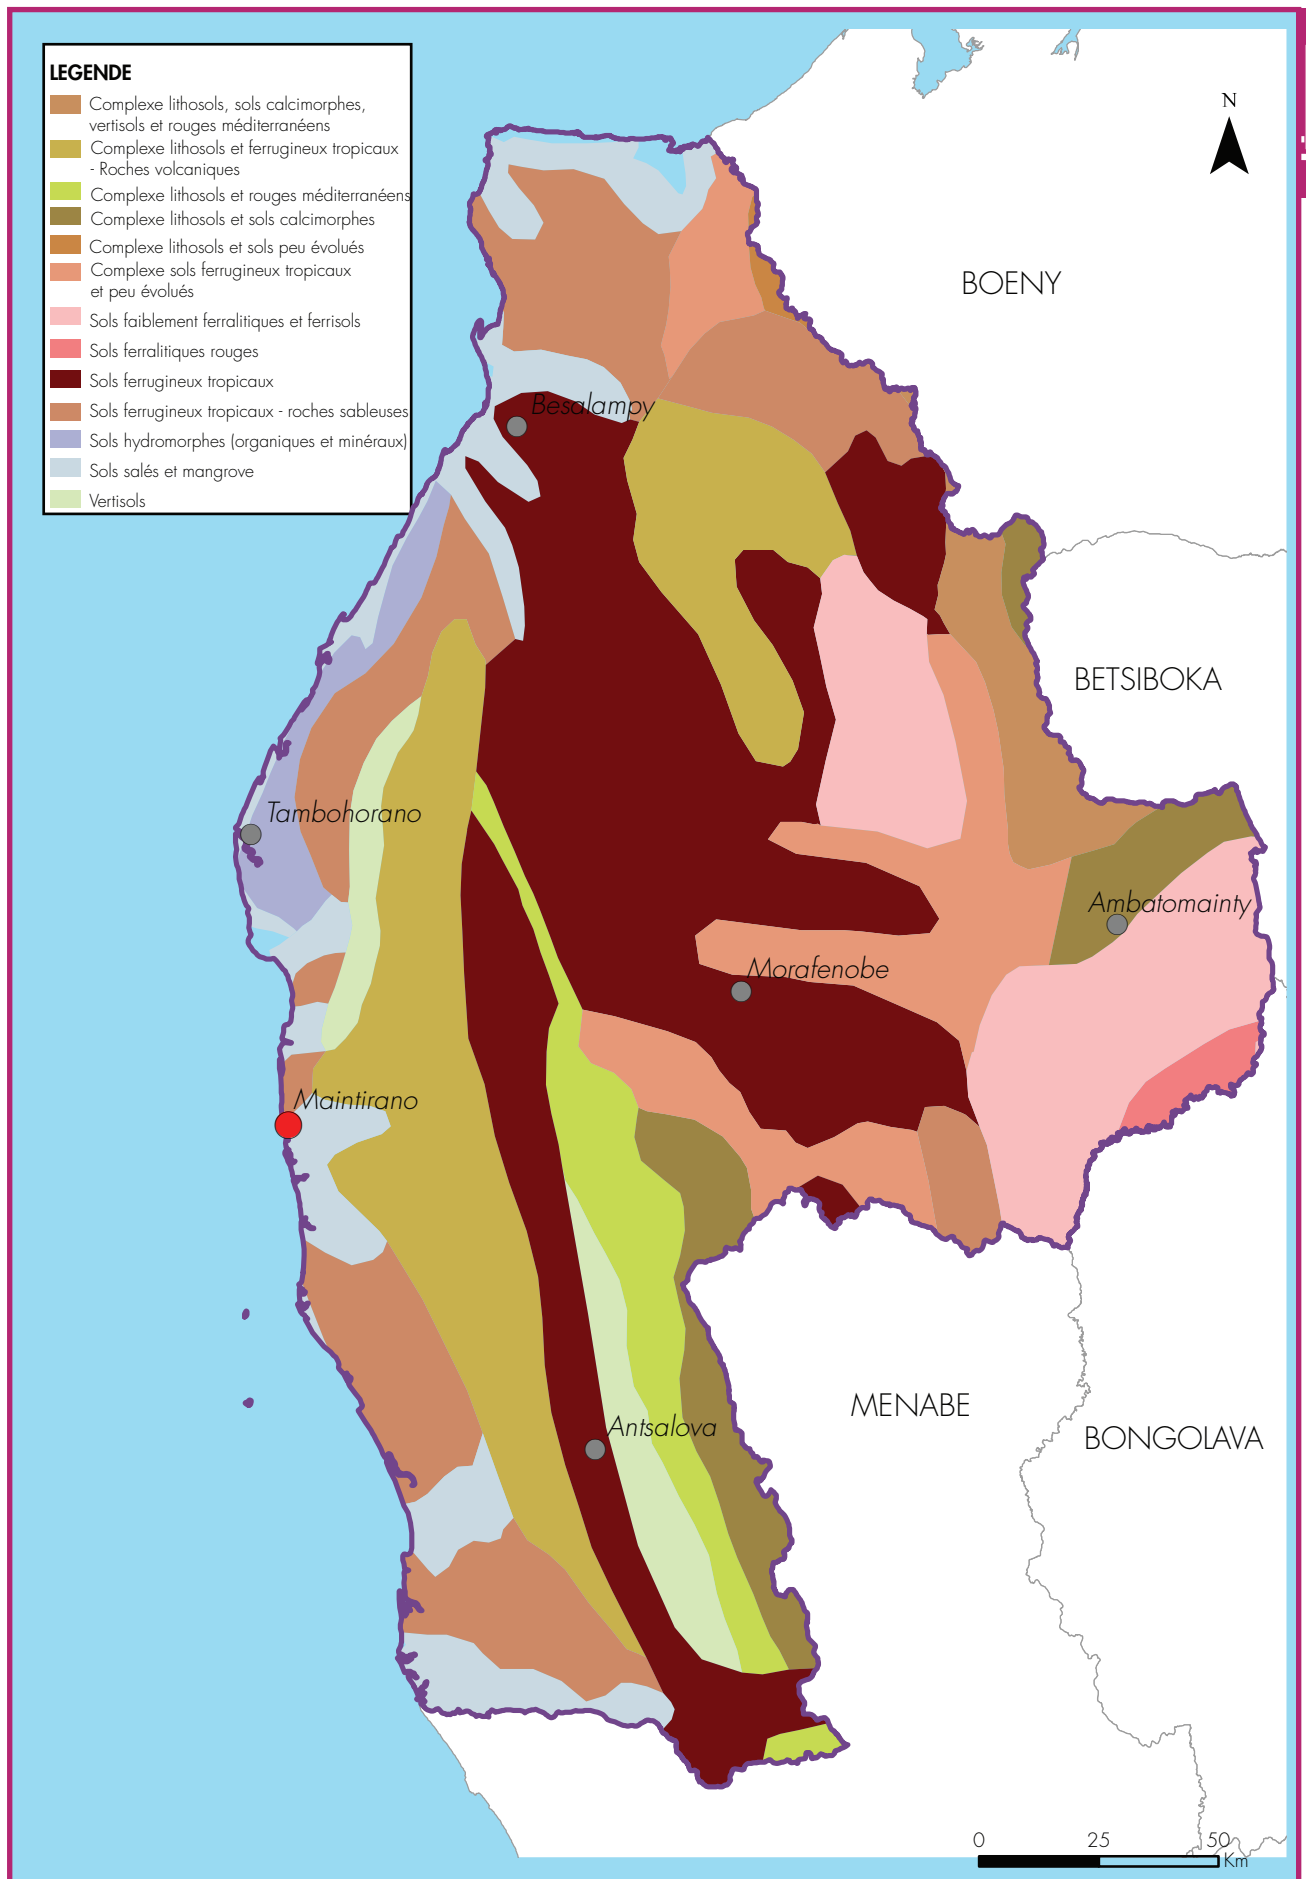 LEGENDE
Complexe lithosols, sols calcimorphes,
vertisols et rouges méditerranéens
Complexe lithosols et ferrugineux tropicaux
- Roches volcaniques
Complexe lithosols et rouges méditerranéens
Complexe lithosols et sols calcimorphes
Complexe lithosols et sols peu évolués
Complexe sols ferrugineux tropicaux
et peu évolués
Sols faiblement ferralitiques et ferrisols
Sols ferralitiques rouges
Sols ferrugineux tropicaux
Sols ferrugineux tropicaux - roches sableuses
Sols hydromorphes (organiques et minéraux)
Sols salés et mangrove
Vertisols
N
BOENY
Besalampy
BETSIBOKA
Tambohorano
Ambatomainty
Morafenobe
Maintirano
MENABE
Antsalova
BONGOLAVA
0 25 50
Km